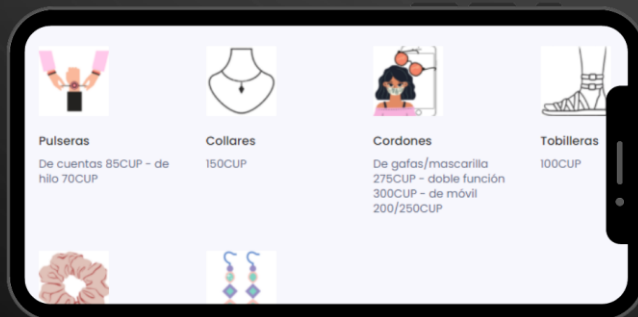 Pulseras
De cuentas 85CUP - de
hilo 70CUP
Collares
150CUP
Cordones
De gafas/mascarilla
275CUP - doble función
300CUP - de móvil
200/250CUP
Tobilleras
100CUP